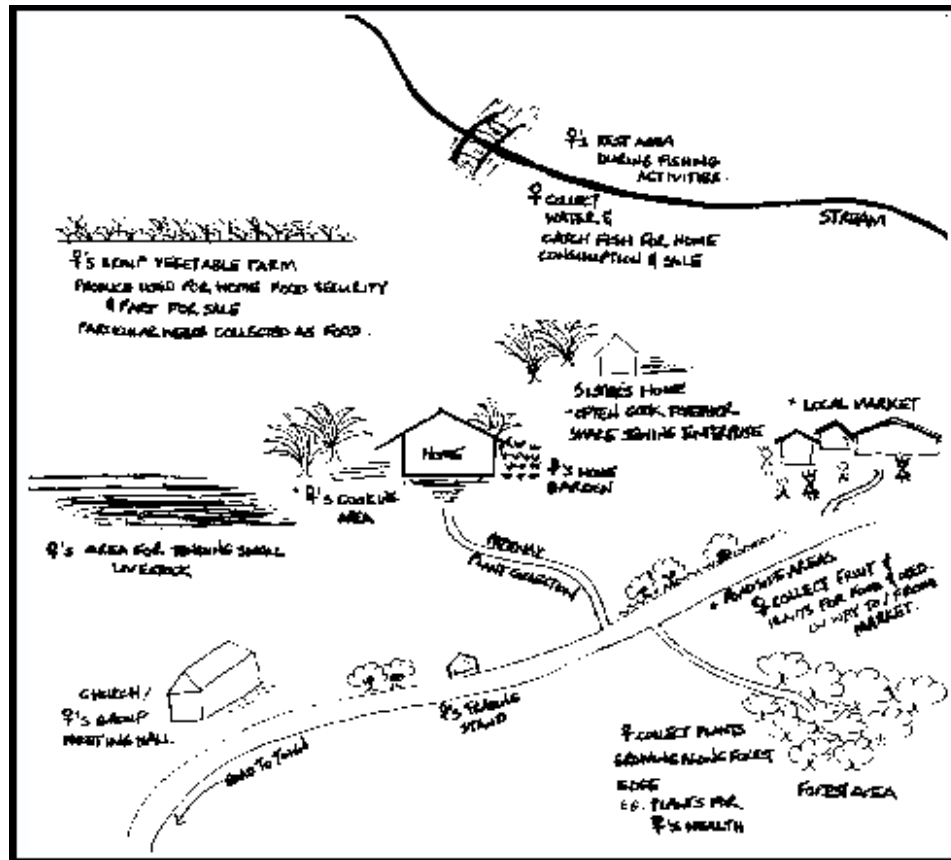 ♀'s REST AREA
DURING FISHING
ACTIVITIES.
♀ COLLECT
WATER &
CATCH FISH FOR HOME
CONSUMPTION & SALE
STREAM
♀'s GROUP VEGETABLE FARM
PRODUCE USED FOR HOME FOOD SECURITY
& PART FOR SALE
PARTICULAR WEEDS COLLECTED AS FOOD.
SISTER'S HOME
- OFTEN COOK TOGETHER
SHARE SEWING ENTERPRISE
* LOCAL MARKET
HOME
♀'s HOME
GARDEN
* ♀'s COOKING
AREA
♀'s AREA FOR TENDING SMALL
LIVESTOCK
PLANT COLLECTION
* ROADSIDE AREAS
♀ COLLECT FRUIT &
PLANTS FOR FOOD & MED.
ON WAY TO / FROM
MARKET.
CHURCH /
♀'s GROUP
MEETING HALL
♀'s TRADING
STAND
ROAD TO TOWN
♀ COLLECT PLANTS
GROWING ALONG FOREST
EDGE
EG. PLANTS FOR
♀'s HEALTH
FOREST AREA